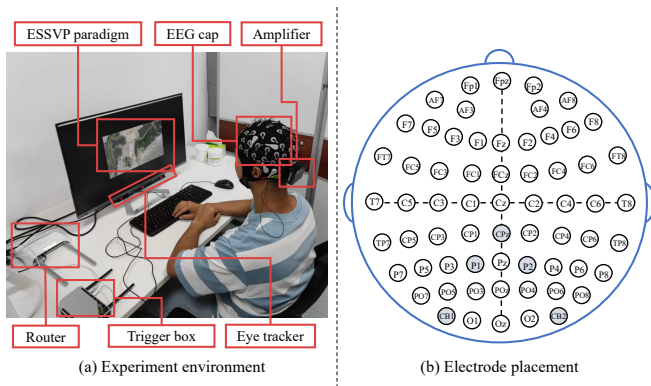 ESSVP paradigm EEG cap Amplifier
Router Trigger box Eye tracker
(a) Experiment environment
Fp1 Fpz Fp2
AF7 AF3 AF4 AF8
F7 F5 F3 F1 Fz F2 F4 F6 F8
FT7 FC5 FC3 FC1 FCz FC2 FC4 FC6 FT8
T7 C5 C3 C1 Cz C2 C4 C6 T8
TP7 CP5 CP3 CP1 CPz CP2 CP4 CP6 TP8
P7 P5 P3 P1 Pz P2 P4 P6 P8
PO7 PO5 PO3 POz PO4 PO6 PO8
CB1 O1 Oz O2 CB2
(b) Electrode placement